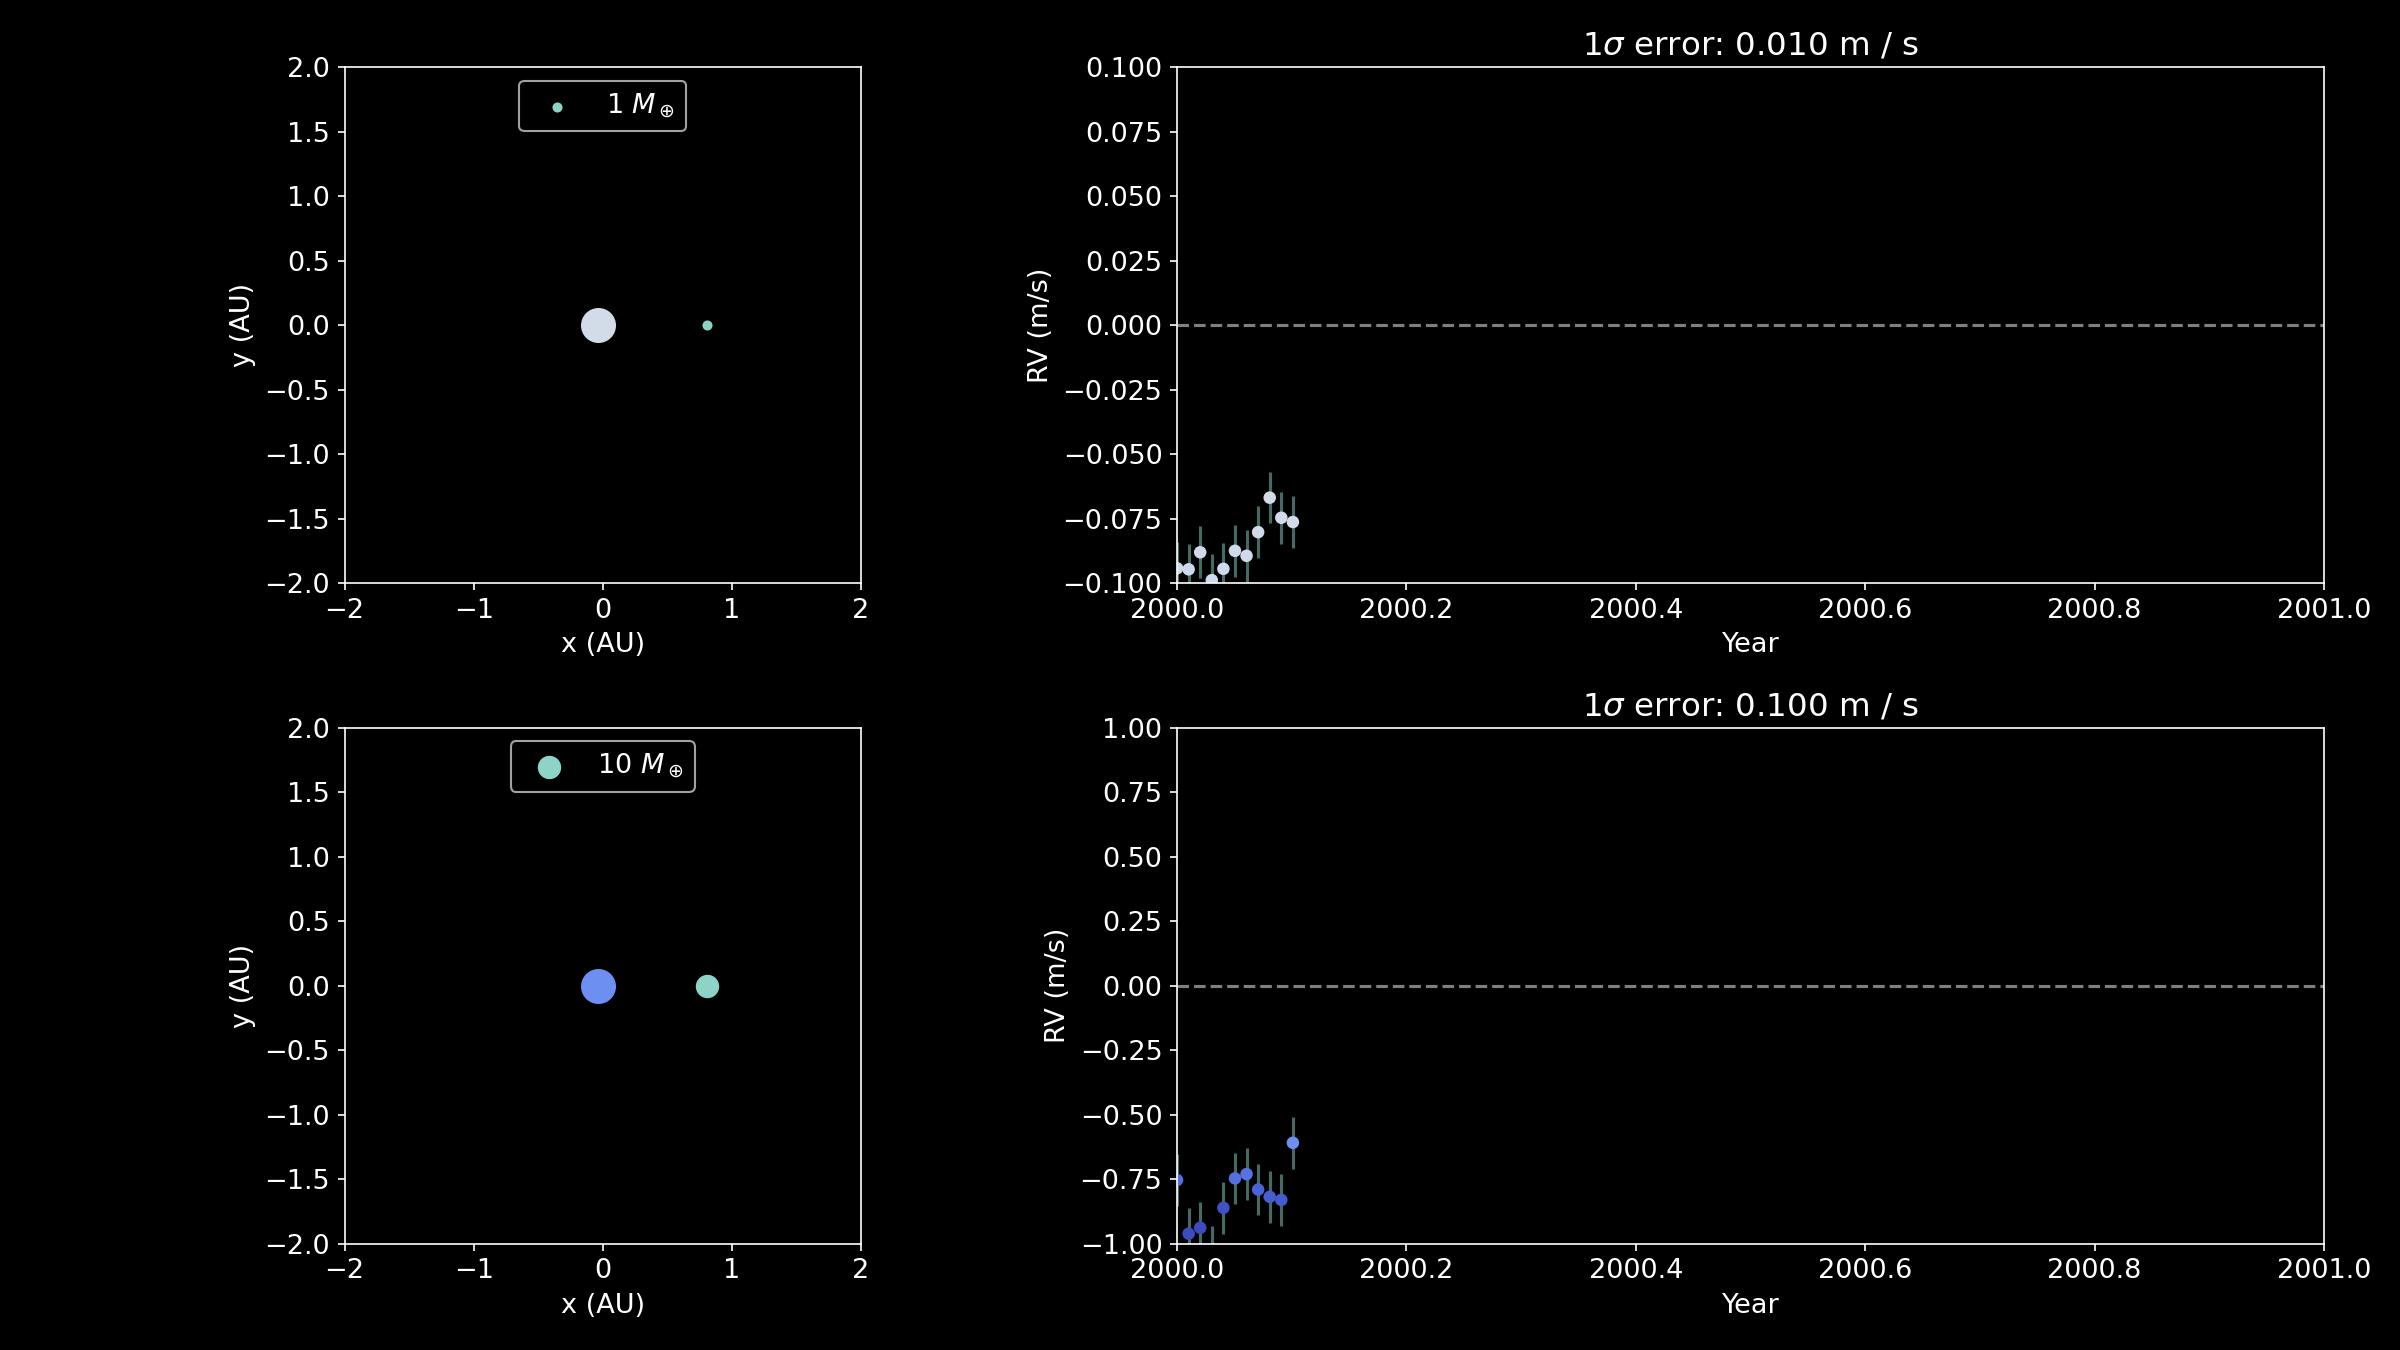 1σ error: 0.010 m / s
1 M⊕
2.0
1.5
1.0
0.5
0.0
−0.5
−1.0
−1.5
−2.0
y (AU)
−2 −1 0 1 2
x (AU)
0.100
0.075
0.050
0.025
0.000
−0.025
−0.050
−0.075
−0.100
RV (m/s)
2000.0 2000.2 2000.4 2000.6 2000.8 2001.0
Year
1σ error: 0.100 m / s
10 M⊕
2.0
1.5
1.0
0.5
0.0
−0.5
−1.0
−1.5
−2.0
y (AU)
−2 −1 0 1 2
x (AU)
1.00
0.75
0.50
0.25
0.00
−0.25
−0.50
−0.75
−1.00
RV (m/s)
2000.0 2000.2 2000.4 2000.6 2000.8 2001.0
Year